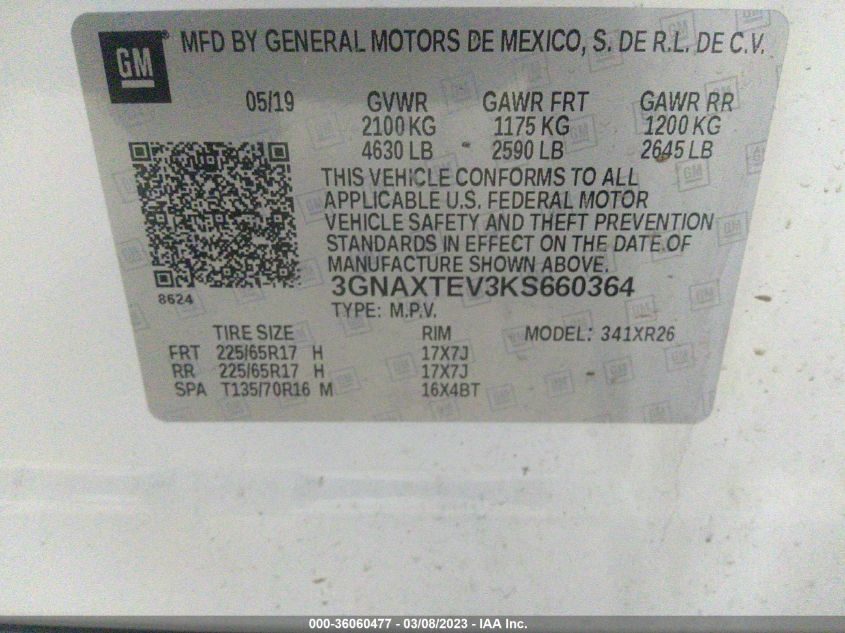 GM® MFD BY GENERAL MOTORS DE MEXICO, S. DE R.L. DE C.V.
05/19 GVWR GAWR FRT GAWR RR
2100 KG 1175 KG 1200 KG
4630 LB 2590 LB 2645 LB
THIS VEHICLE CONFORMS TO ALL
APPLICABLE U.S. FEDERAL MOTOR
VEHICLE SAFETY AND THEFT PREVENTION
STANDARDS IN EFFECT ON THE DATE OF
MANUFACTURE SHOWN ABOVE.
8624
3GNAXTEV3KS660364
TYPE: M.P.V.
TIRE SIZE RIM MODEL: 341XR26
FRT 225/65R17 H 17X7J
RR 225/65R17 H 17X7J
SPA T135/70R16 M 16X4BT
000-36060477 - 03/08/2023 - IAA Inc.